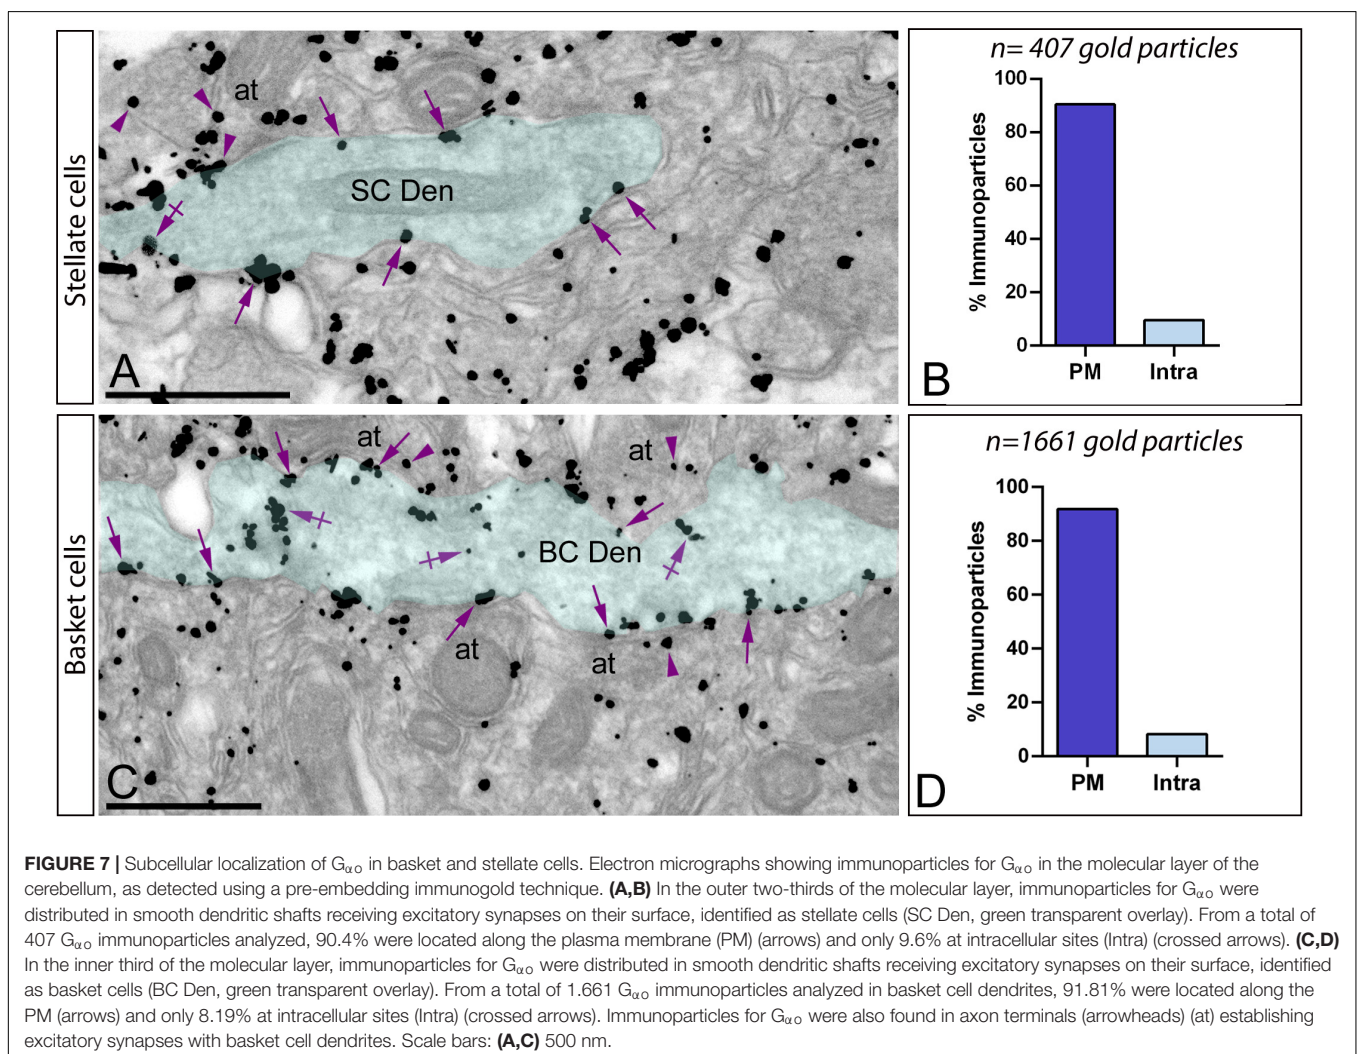 Stellate cells
at
SC Den
A
n= 407 gold particles
100
80
60
40
20
0
% Immunoparticles
PM
Intra
B
Basket cells
at
at
BC Den
at
at
C
n=1661 gold particles
100
80
60
40
20
0
% Immunoparticles
PM
Intra
D
FIGURE 7 | Subcellular localization of Gαo in basket and stellate cells. Electron micrographs showing immunoparticles for Gαo in the molecular layer of the
cerebellum, as detected using a pre-embedding immunogold technique. (A,B) In the outer two-thirds of the molecular layer, immunoparticles for Gαo were
distributed in smooth dendritic shafts receiving excitatory synapses on their surface, identified as stellate cells (SC Den, green transparent overlay). From a total of
407 Gαo immunoparticles analyzed, 90.4% were located along the plasma membrane (PM) (arrows) and only 9.6% at intracellular sites (Intra) (crossed arrows). (C,D)
In the inner third of the molecular layer, immunoparticles for Gαo were distributed in smooth dendritic shafts receiving excitatory synapses on their surface, identified
as basket cells (BC Den, green transparent overlay). From a total of 1.661 Gαo immunoparticles analyzed in basket cell dendrites, 91.81% were located along the
PM (arrows) and only 8.19% at intracellular sites (Intra) (crossed arrows). Immunoparticles for Gαo were also found in axon terminals (arrowheads) (at) establishing
excitatory synapses with basket cell dendrites. Scale bars: (A,C) 500 nm.